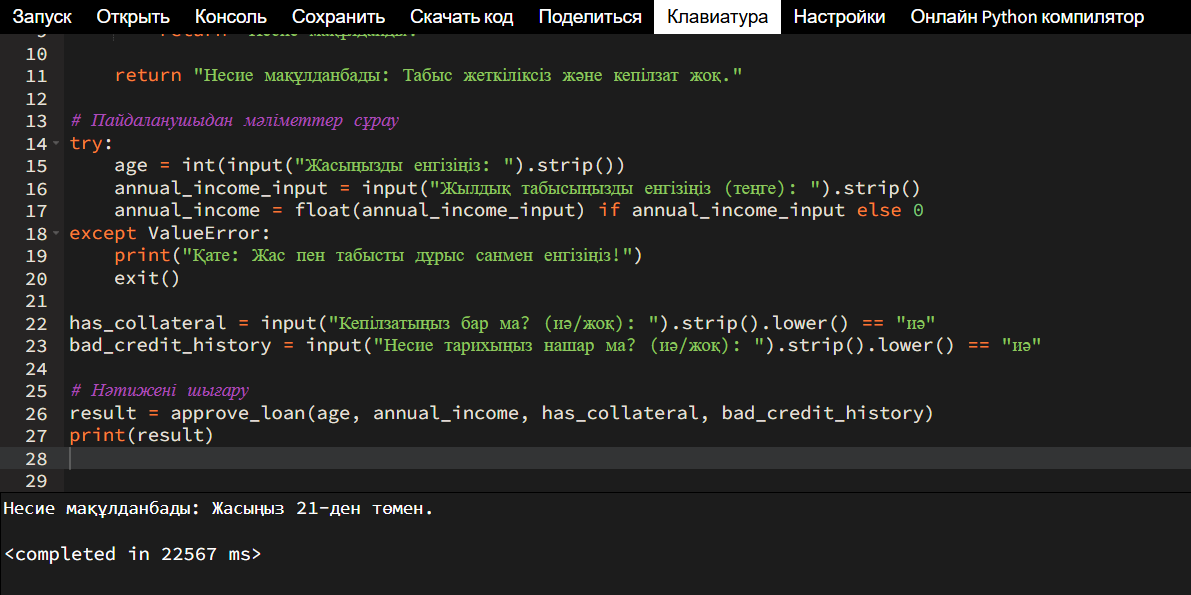 Запуск Открыть Консоль Сохранить Скачать код Поделиться Клавиатура Настройки Онлайн Python компилятор
10
11 return "Несие мақұлданбады: Табыс жеткіліксіз және кепілзат жоқ."
12
13 # Пайдаланушыдан мәліметтер сұрау
14 try:
15 age = int(input("Жасыңызды енгізіңіз: ").strip())
16 annual_income_input = input("Жылдық табысыңызды енгізіңіз (теңге): ").strip()
17 annual_income = float(annual_income_input) if annual_income_input else 0
18 except ValueError:
19 print("Қате: Жас пен табысты дұрыс санмен енгізіңіз!")
20 exit()
21
22 has_collateral = input("Кепілзатыңыз бар ма? (иә/жоқ): ").strip().lower() == "иә"
23 bad_credit_history = input("Несие тарихыңыз нашар ма? (иә/жоқ): ").strip().lower() == "иә"
24
25 # Нәтижені шығару
26 result = approve_loan(age, annual_income, has_collateral, bad_credit_history)
27 print(result)
28
29
Несие мақұлданбады: Жасыңыз 21-ден төмен.
<completed in 22567 ms>